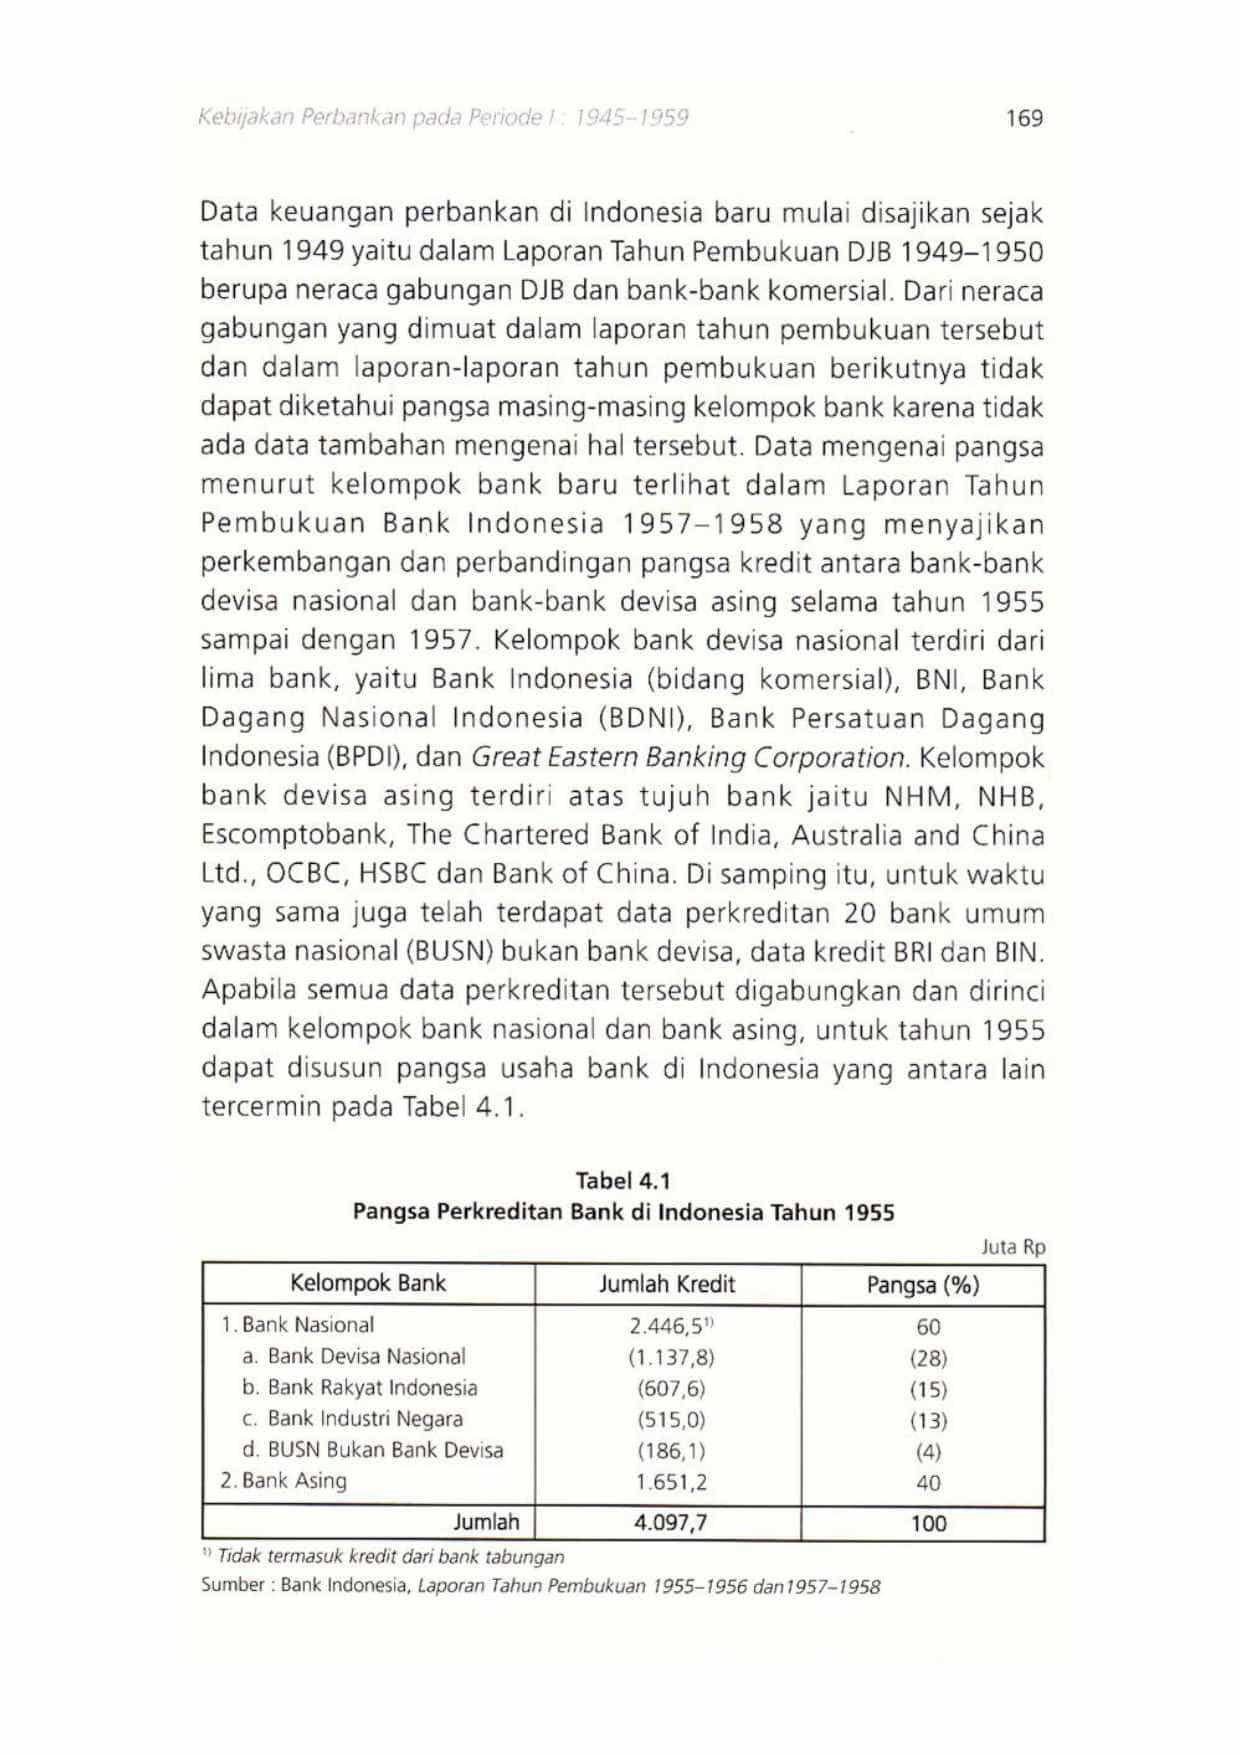 Kebijakan Perbankan pada Periode I : 1945–1959 169
Data keuangan perbankan di Indonesia baru mulai disajikan sejak
tahun 1949 yaitu dalam Laporan Tahun Pembukuan DJB 1949–1950
berupa neraca gabungan DJB dan bank-bank komersial. Dari neraca
gabungan yang dimuat dalam laporan tahun pembukuan tersebut
dan dalam laporan-laporan tahun pembukuan berikutnya tidak
dapat diketahui pangsa masing-masing kelompok bank karena tidak
ada data tambahan mengenai hal tersebut. Data mengenai pangsa
menurut kelompok bank baru terlihat dalam Laporan Tahun
Pembukuan Bank Indonesia 1957–1958 yang menyajikan
perkembangan dan perbandingan pangsa kredit antara bank-bank
devisa nasional dan bank-bank devisa asing selama tahun 1955
sampai dengan 1957. Kelompok bank devisa nasional terdiri dari
lima bank, yaitu Bank Indonesia (bidang komersial), BNI, Bank
Dagang Nasional Indonesia (BDNI), Bank Persatuan Dagang
Indonesia (BPDI), dan Great Eastern Banking Corporation. Kelompok
bank devisa asing terdiri atas tujuh bank jaitu NHM, NHB,
Escomptobank, The Chartered Bank of India, Australia and China
Ltd., OCBC, HSBC dan Bank of China. Di samping itu, untuk waktu
yang sama juga telah terdapat data perkreditan 20 bank umum
swasta nasional (BUSN) bukan bank devisa, data kredit BRI dan BIN.
Apabila semua data perkreditan tersebut digabungkan dan dirinci
dalam kelompok bank nasional dan bank asing, untuk tahun 1955
dapat disusun pangsa usaha bank di Indonesia yang antara lain
tercermin pada Tabel 4.1.
Tabel 4.1
Pangsa Perkreditan Bank di Indonesia Tahun 1955
Juta Rp
Kelompok Bank Jumlah Kredit Pangsa (%)
1. Bank Nasional 2.446,5¹⁾ 60
a. Bank Devisa Nasional (1.137,8) (28)
b. Bank Rakyat Indonesia (607,6) (15)
c. Bank Industri Negara (515,0) (13)
d. BUSN Bukan Bank Devisa (186,1) (4)
2. Bank Asing 1.651,2 40
Jumlah 4.097,7 100
¹⁾ Tidak termasuk kredit dari bank tabungan
Sumber : Bank Indonesia, Laporan Tahun Pembukuan 1955–1956 dan1957–1958